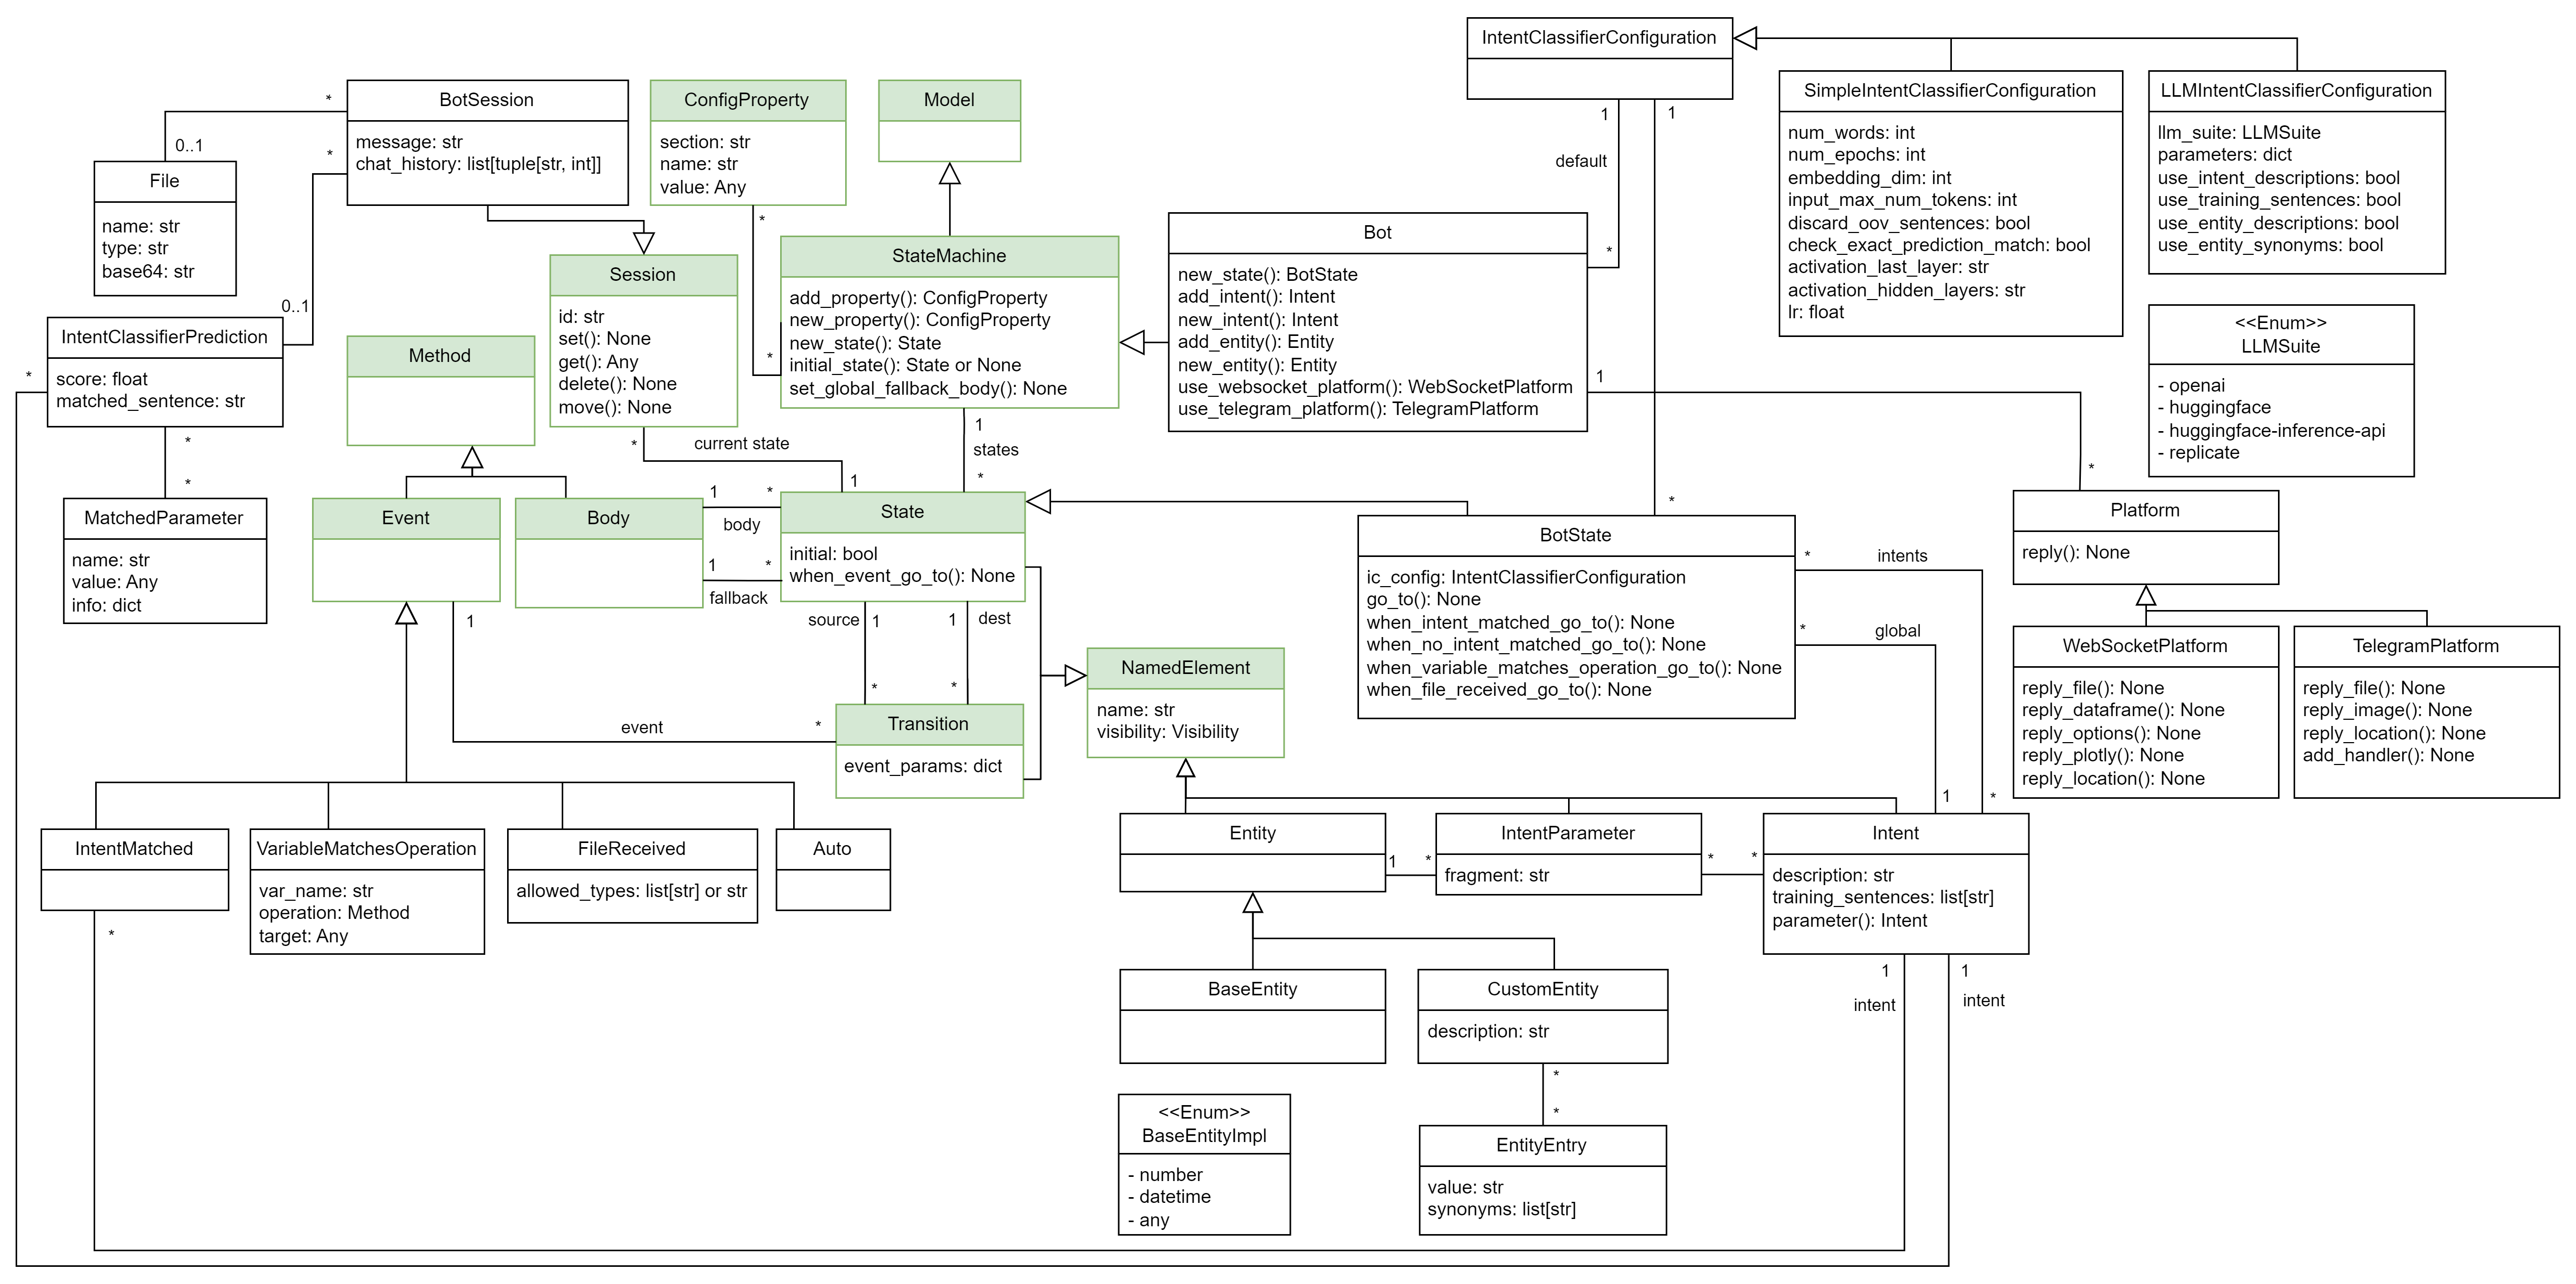 IntentClassifierConfiguration
SimpleIntentClassifierConfiguration
num_words: int
num_epochs: int
embedding_dim: int
input_max_num_tokens: int
discard_oov_sentences: bool
check_exact_prediction_match: bool
activation_last_layer: str
activation_hidden_layers: str
lr: float
LLMIntentClassifierConfiguration
llm_suite: LLMSuite
parameters: dict
use_intent_descriptions: bool
use_training_sentences: bool
use_entity_descriptions: bool
use_entity_synonyms: bool
<<Enum>>
LLMSuite
- openai
- huggingface
- huggingface-inference-api
- replicate
BotSession
message: str
chat_history: list[tuple[str, int]]
*
0..1
*
0..1
File
name: str
type: str
base64: str
ConfigProperty
section: str
name: str
value: Any
*
*
Model
StateMachine
add_property(): ConfigProperty
new_property(): ConfigProperty
new_state(): State
initial_state(): State or None
set_global_fallback_body(): None
1
states
*
Session
id: str
set(): None
get(): Any
delete(): None
move(): None
*
current state
1
Bot
new_state(): BotState
add_intent(): Intent
new_intent(): Intent
add_entity(): Entity
new_entity(): Entity
use_websocket_platform(): WebSocketPlatform
use_telegram_platform(): TelegramPlatform
1
default
*
1
*
1
*
IntentClassifierPrediction
score: float
matched_sentence: str
*
*
*
MatchedParameter
name: str
value: Any
info: dict
Method
Event
Body
1
*
body
1
*
fallback
State
initial: bool
when_event_go_to(): None
source
1
*
1
dest
*
1
event
*
Transition
event_params: dict
NamedElement
name: str
visibility: Visibility
BotState
ic_config: IntentClassifierConfiguration
go_to(): None
when_intent_matched_go_to(): None
when_no_intent_matched_go_to(): None
when_variable_matches_operation_go_to(): None
when_file_received_go_to(): None
*
intents
*
*
global
1
Platform
reply(): None
WebSocketPlatform
reply_file(): None
reply_dataframe(): None
reply_options(): None
reply_plotly(): None
reply_location(): None
TelegramPlatform
reply_file(): None
reply_image(): None
reply_location(): None
add_handler(): None
IntentMatched
*
VariableMatchesOperation
var_name: str
operation: Method
target: Any
FileReceived
allowed_types: list[str] or str
Auto
Entity
1
*
IntentParameter
fragment: str
*
*
Intent
description: str
training_sentences: list[str]
parameter(): Intent
1
intent
1
intent
BaseEntity
CustomEntity
description: str
*
*
<<Enum>>
BaseEntityImpl
- number
- datetime
- any
EntityEntry
value: str
synonyms: list[str]